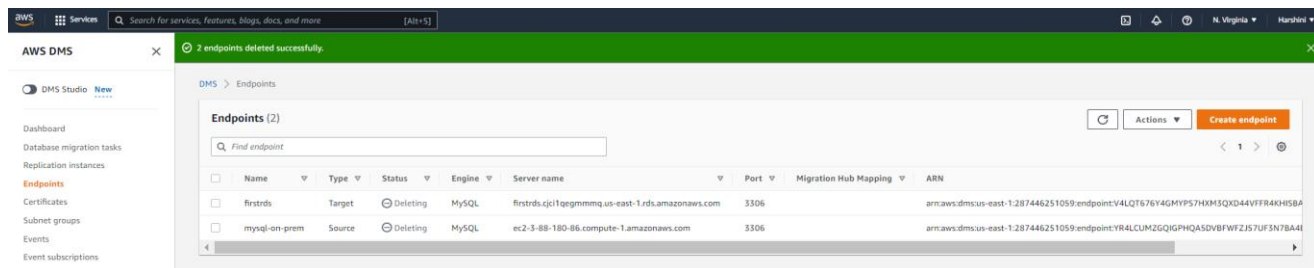 aws
Services
Search for services, features, blogs, docs, and more
[Alt+S]
N. Virginia
Harshini
AWS DMS
2 endpoints deleted successfully.
DMS Studio New
DMS > Endpoints
Dashboard
Database migration tasks
Replication instances
Endpoints
Certificates
Subnet groups
Events
Event subscriptions
Endpoints (2)
Actions
Create endpoint
Find endpoint
1
Name Type Status Engine Server name Port Migration Hub Mapping ARN
firstrds Target Deleting MySQL firstrds.cjci1qegmmmq.us-east-1.rds.amazonaws.com 3306
mysql-on-prem Source Deleting MySQL ec2-3-88-180-86.compute-1.amazonaws.com 3306